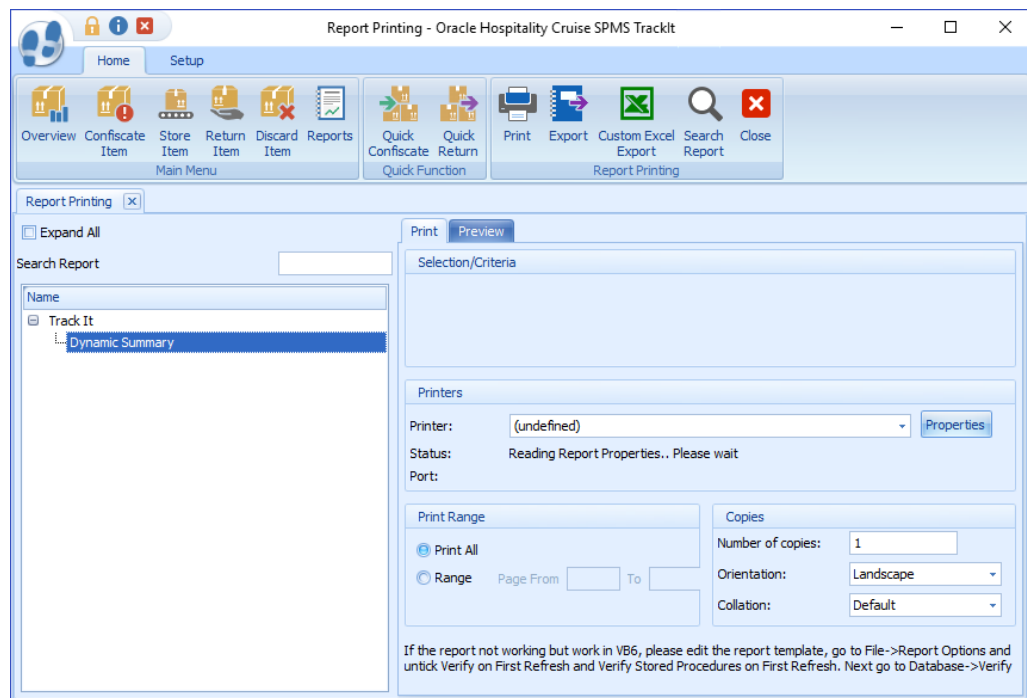 Report Printing - Oracle Hospitality Cruise SPMS TrackIt
Home Setup
Overview Confiscate Item Store Item Return Item Discard Item Reports Quick Confiscate Quick Return Print Export Custom Excel Export Search Report Close
Main Menu Quick Function Report Printing
Report Printing
Expand All
Search Report
Name
Track It
Dynamic Summary
Print Preview
Selection/Criteria
Printers
Printer: (undefined) Properties
Status: Reading Report Properties.. Please wait
Port:
Print Range
Print All
Range Page From To
Copies
Number of copies: 1
Orientation: Landscape
Collation: Default
If the report not working but work in VB6, please edit the report template, go to File->Report Options and
untick Verify on First Refresh and Verify Stored Procedures on First Refresh. Next go to Database->Verify